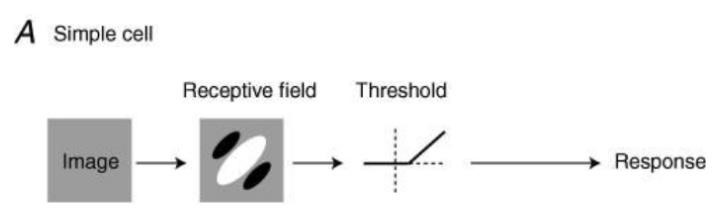 A Simple cell
Receptive field Threshold
Image Response